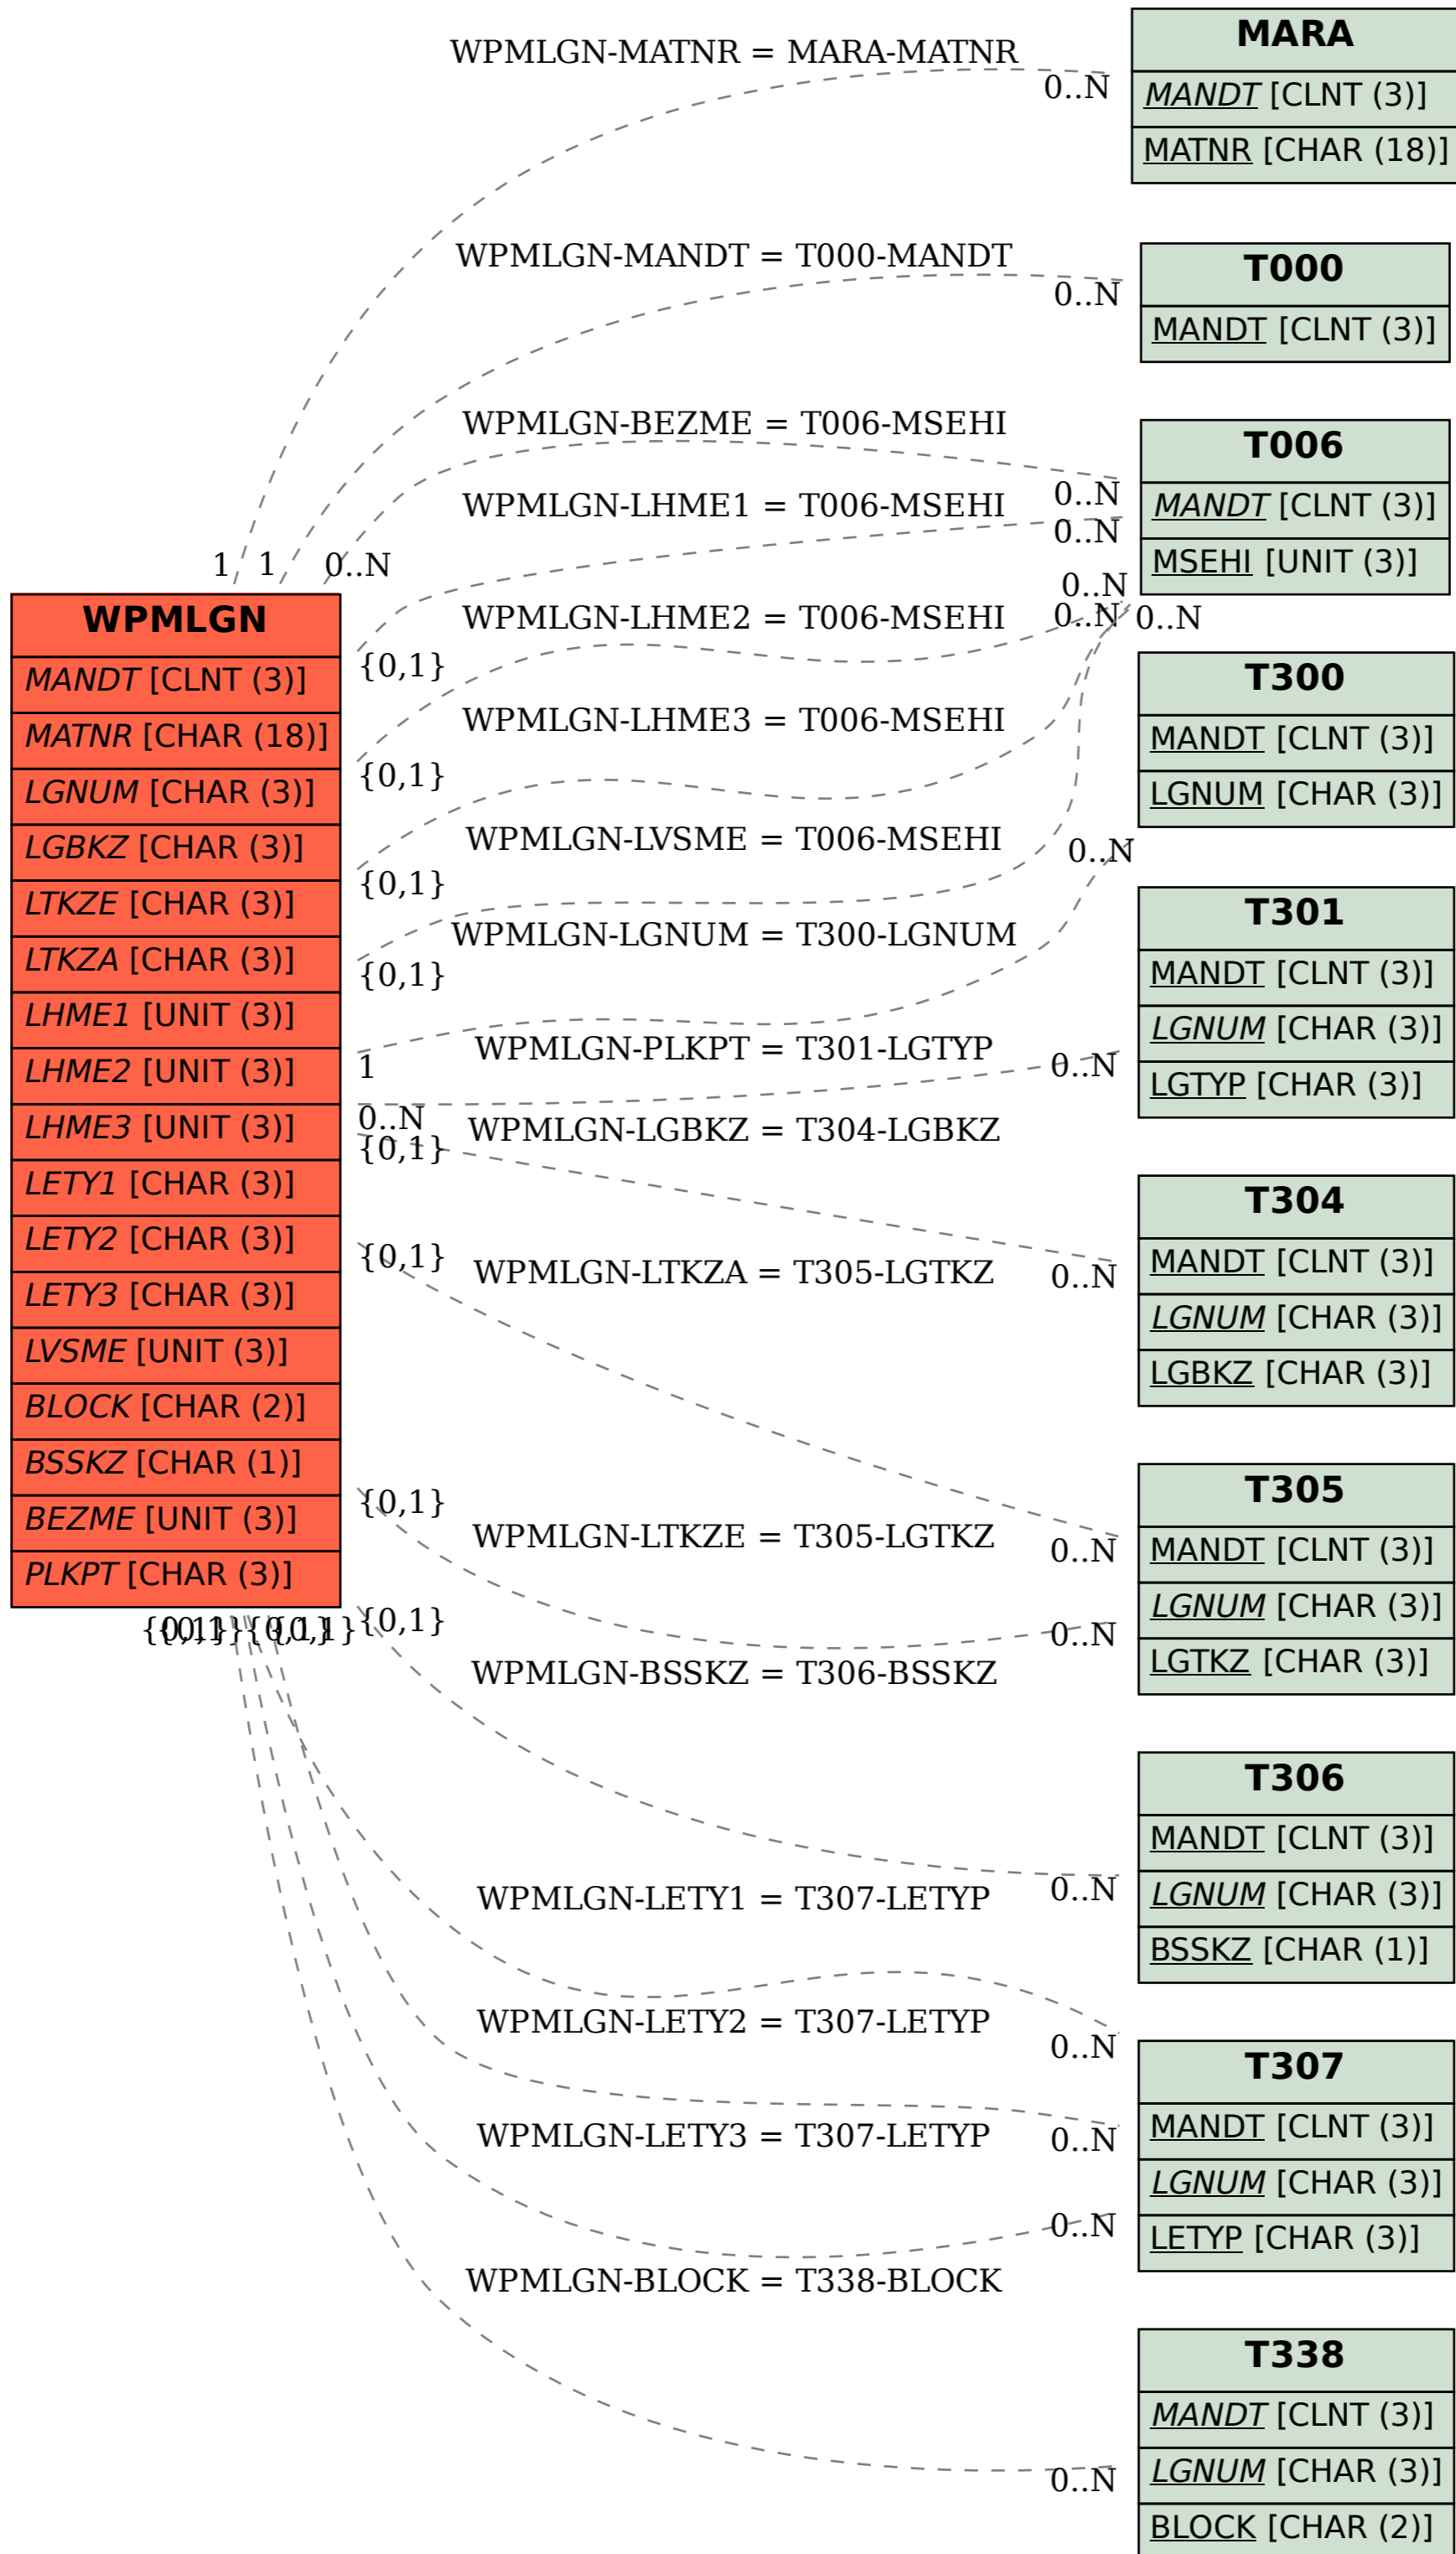 WPMLGN-MATNR = MARA-MATNR
0..N
MARA
MANDT [CLNT (3)]
MATNR [CHAR (18)]
WPMLGN-MANDT = T000-MANDT
0..N
T000
MANDT [CLNT (3)]
WPMLGN-BEZME = T006-MSEHI
0..N
WPMLGN-LHME1 = T006-MSEHI
0..N
T006
MANDT [CLNT (3)]
MSEHI [UNIT (3)]
1
1
0..N
0..N
WPMLGN-LHME2 = T006-MSEHI
0..N
0..N
WPMLGN
MANDT [CLNT (3)]
MATNR [CHAR (18)]
LGNUM [CHAR (3)]
LGBKZ [CHAR (3)]
LTKZE [CHAR (3)]
LTKZA [CHAR (3)]
LHME1 [UNIT (3)]
LHME2 [UNIT (3)]
LHME3 [UNIT (3)]
LETY1 [CHAR (3)]
LETY2 [CHAR (3)]
LETY3 [CHAR (3)]
LVSME [UNIT (3)]
BLOCK [CHAR (2)]
BSSKZ [CHAR (1)]
BEZME [UNIT (3)]
PLKPT [CHAR (3)]
{0,1}
WPMLGN-LHME3 = T006-MSEHI
{0,1}
WPMLGN-LVSME = T006-MSEHI
0..N
{0,1}
WPMLGN-LGNUM = T300-LGNUM
{0,1}
T300
MANDT [CLNT (3)]
LGNUM [CHAR (3)]
WPMLGN-PLKPT = T301-LGTYP
1
0..N
0..N
T301
MANDT [CLNT (3)]
LGNUM [CHAR (3)]
LGTYP [CHAR (3)]
WPMLGN-LGBKZ = T304-LGBKZ
{0,1}
{0,1}
WPMLGN-LTKZA = T305-LGTKZ
0..N
T304
MANDT [CLNT (3)]
LGNUM [CHAR (3)]
LGBKZ [CHAR (3)]
{0,1}
WPMLGN-LTKZE = T305-LGTKZ
0..N
{0,1}
0..N
T305
MANDT [CLNT (3)]
LGNUM [CHAR (3)]
LGTKZ [CHAR (3)]
WPMLGN-BSSKZ = T306-BSSKZ
T306
MANDT [CLNT (3)]
LGNUM [CHAR (3)]
BSSKZ [CHAR (1)]
WPMLGN-LETY1 = T307-LETYP
0..N
WPMLGN-LETY2 = T307-LETYP
0..N
T307
MANDT [CLNT (3)]
LGNUM [CHAR (3)]
LETYP [CHAR (3)]
WPMLGN-LETY3 = T307-LETYP
0..N
0..N
WPMLGN-BLOCK = T338-BLOCK
T338
MANDT [CLNT (3)]
LGNUM [CHAR (3)]
BLOCK [CHAR (2)]
0..N